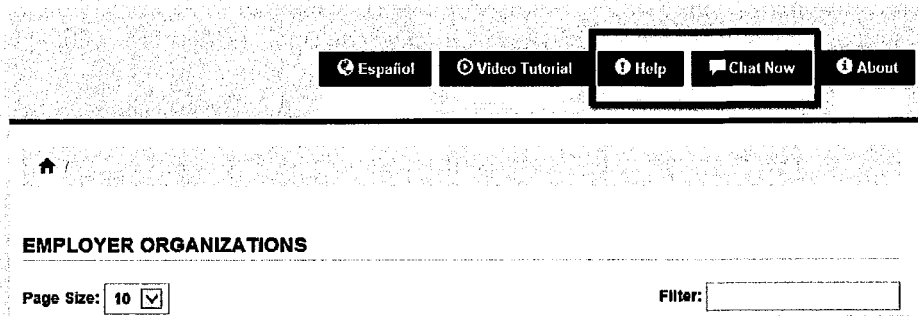 Español Video Tutorial Help Chat Now About
/
EMPLOYER ORGANIZATIONS
Page Size: 10 Filter: